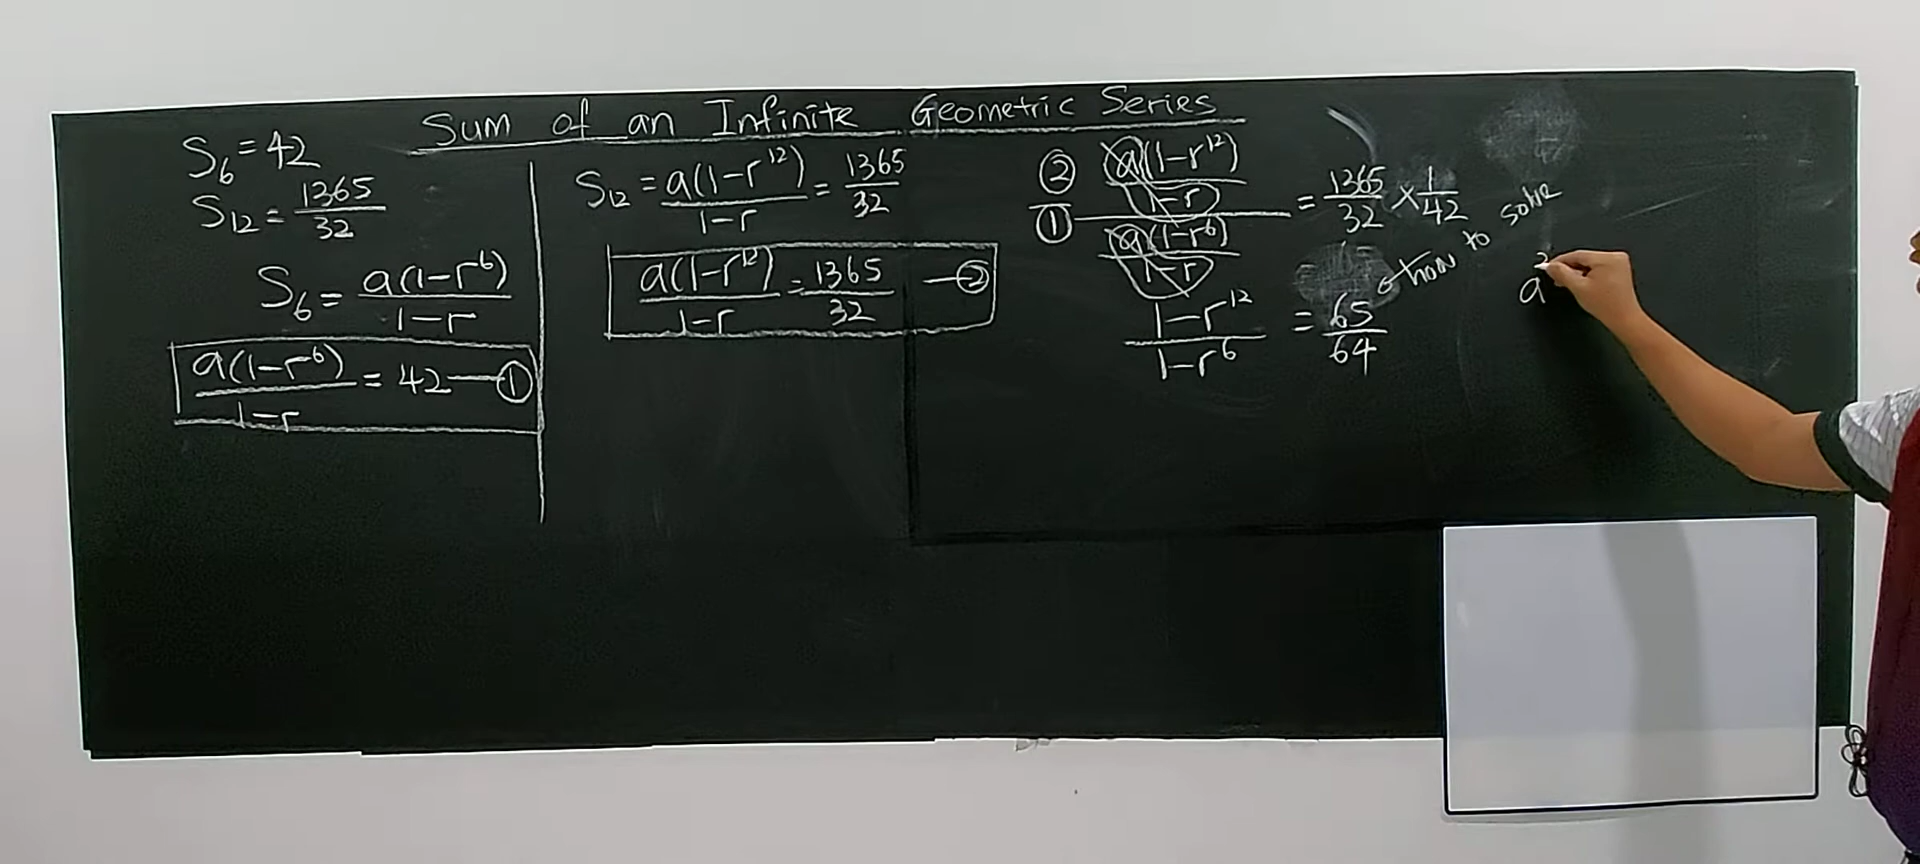 Sum of an Infinite Geometric Series
S₆ = 42
S₁₂ = 1365/32
S₆ = a(1-r⁶)/1-r
a(1-r⁶)/1-r = 42 — ①
S₁₂ = a(1-r¹²)/1-r = 1365/32
a(1-r¹²)/1-r = 1365/32 — ②
②/① a(1-r¹²)/1-r / a(1-r⁶)/1-r = 1365/32 × 1/42
1-r¹²/1-r⁶ = 65/64
how to solve
a²